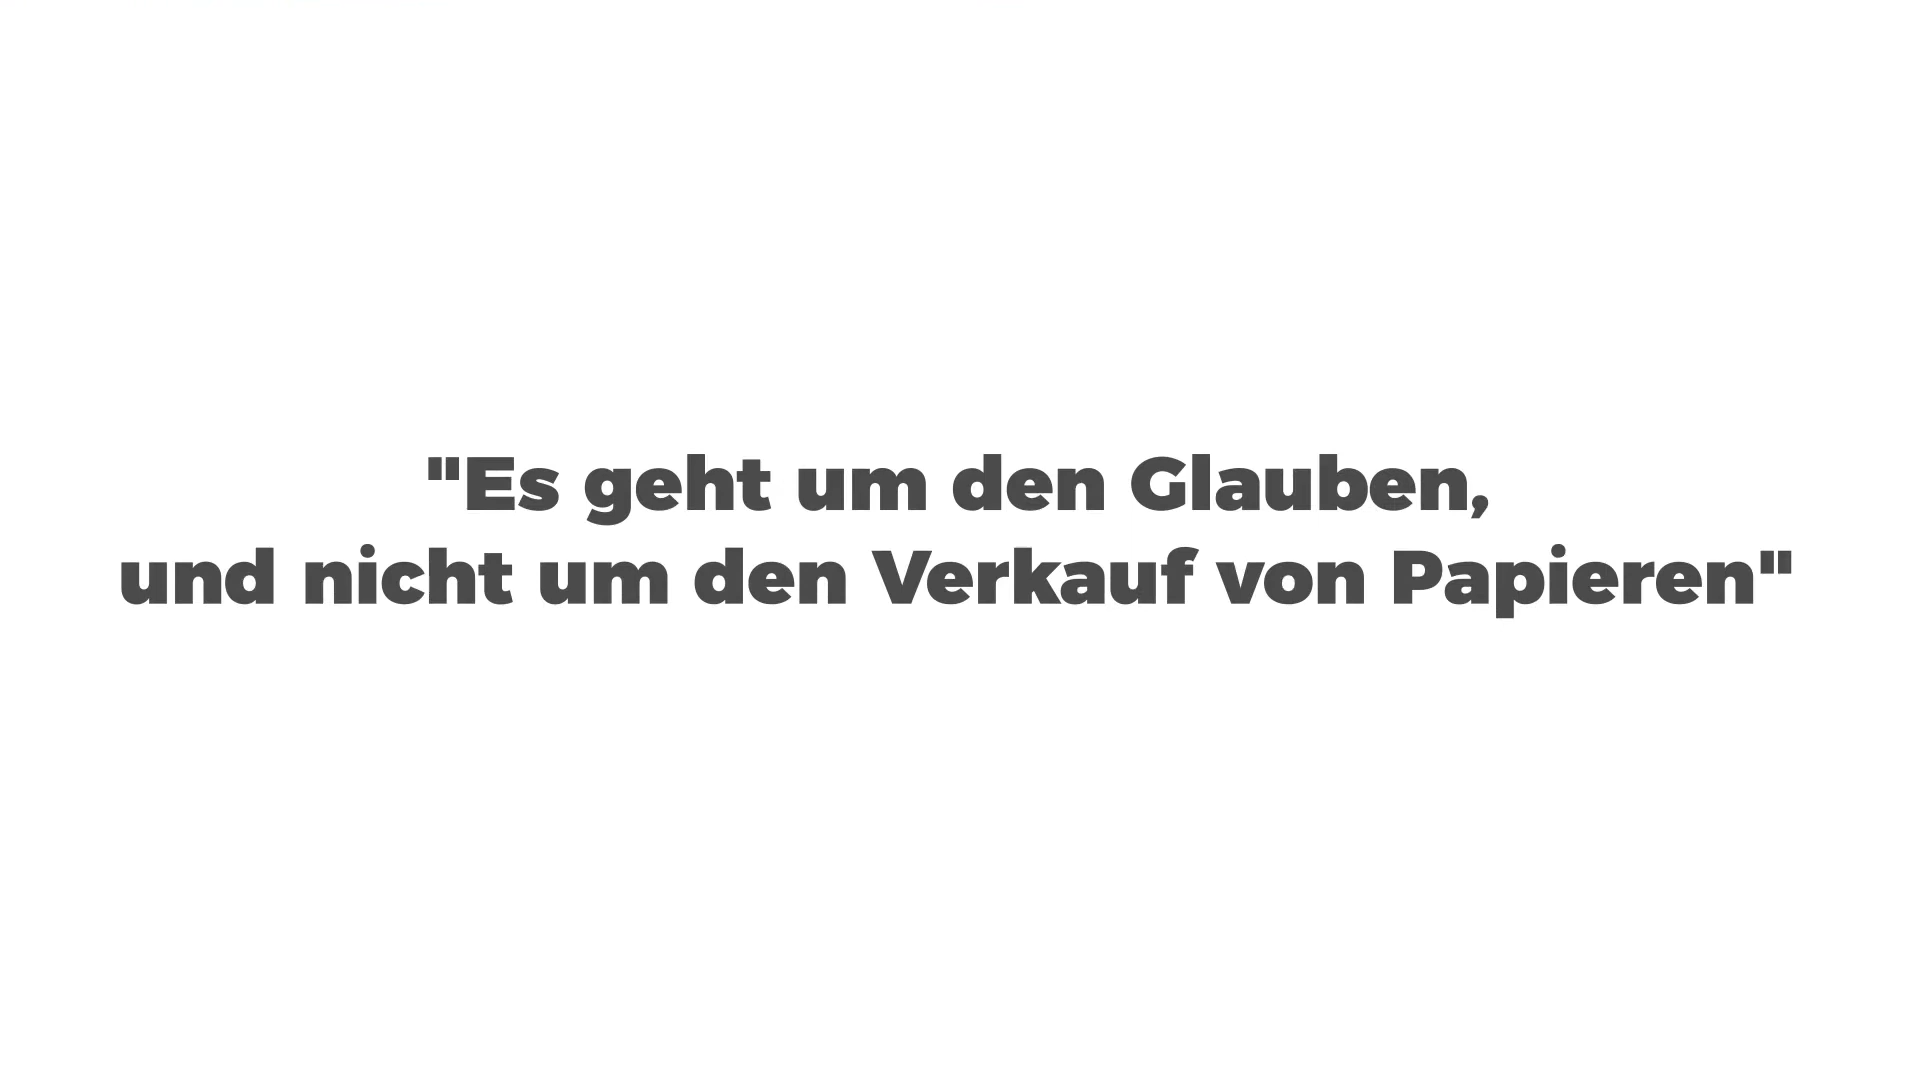 "Es geht um den Glauben,
und nicht um den Verkauf von Papieren"